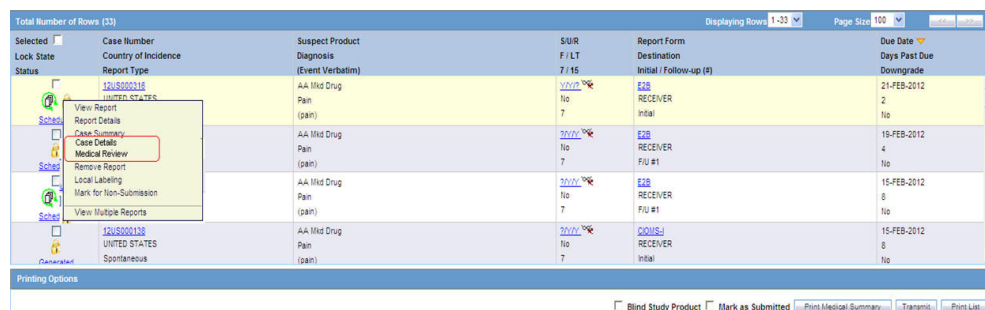 Total Number of Rows (33) Displaying Rows 1 -33 Page Size 100 << >>
Selected Case Number Suspect Product S/U/R Report Form Due Date
Lock State Country of Incidence Diagnosis F / LT Destination Days Past Due
Status Report Type (Event Verbatim) 7 / 15 Initial / Follow-up (#) Downgrade
12US000316 AA Mkd Drug Y/Y/? E2B 21-FEB-2012
UNITED STATES Pain No RECEIVER 2
Schedu (pain) 7 Initial No
View Report
Report Details
Case Summary
Case Details
Medical Review
Remove Report
Local Labeling
Mark for Non-Submission
View Multiple Reports
AA Mkd Drug ?/Y/Y E2B 19-FEB-2012
Pain No RECEIVER 4
Sched (pain) 7 F/U #1 No
AA Mkd Drug ?/Y/Y E2B 15-FEB-2012
Pain No RECEIVER 8
Sched (pain) 7 F/U #1 No
12US000138 AA Mkd Drug ?/Y/Y CIOMS-I 15-FEB-2012
UNITED STATES Pain No RECEIVER 8
Generated Spontaneous (pain) 7 Initial No
Printing Options
Blind Study Product Mark as Submitted Print Medical Summary Transmit Print List